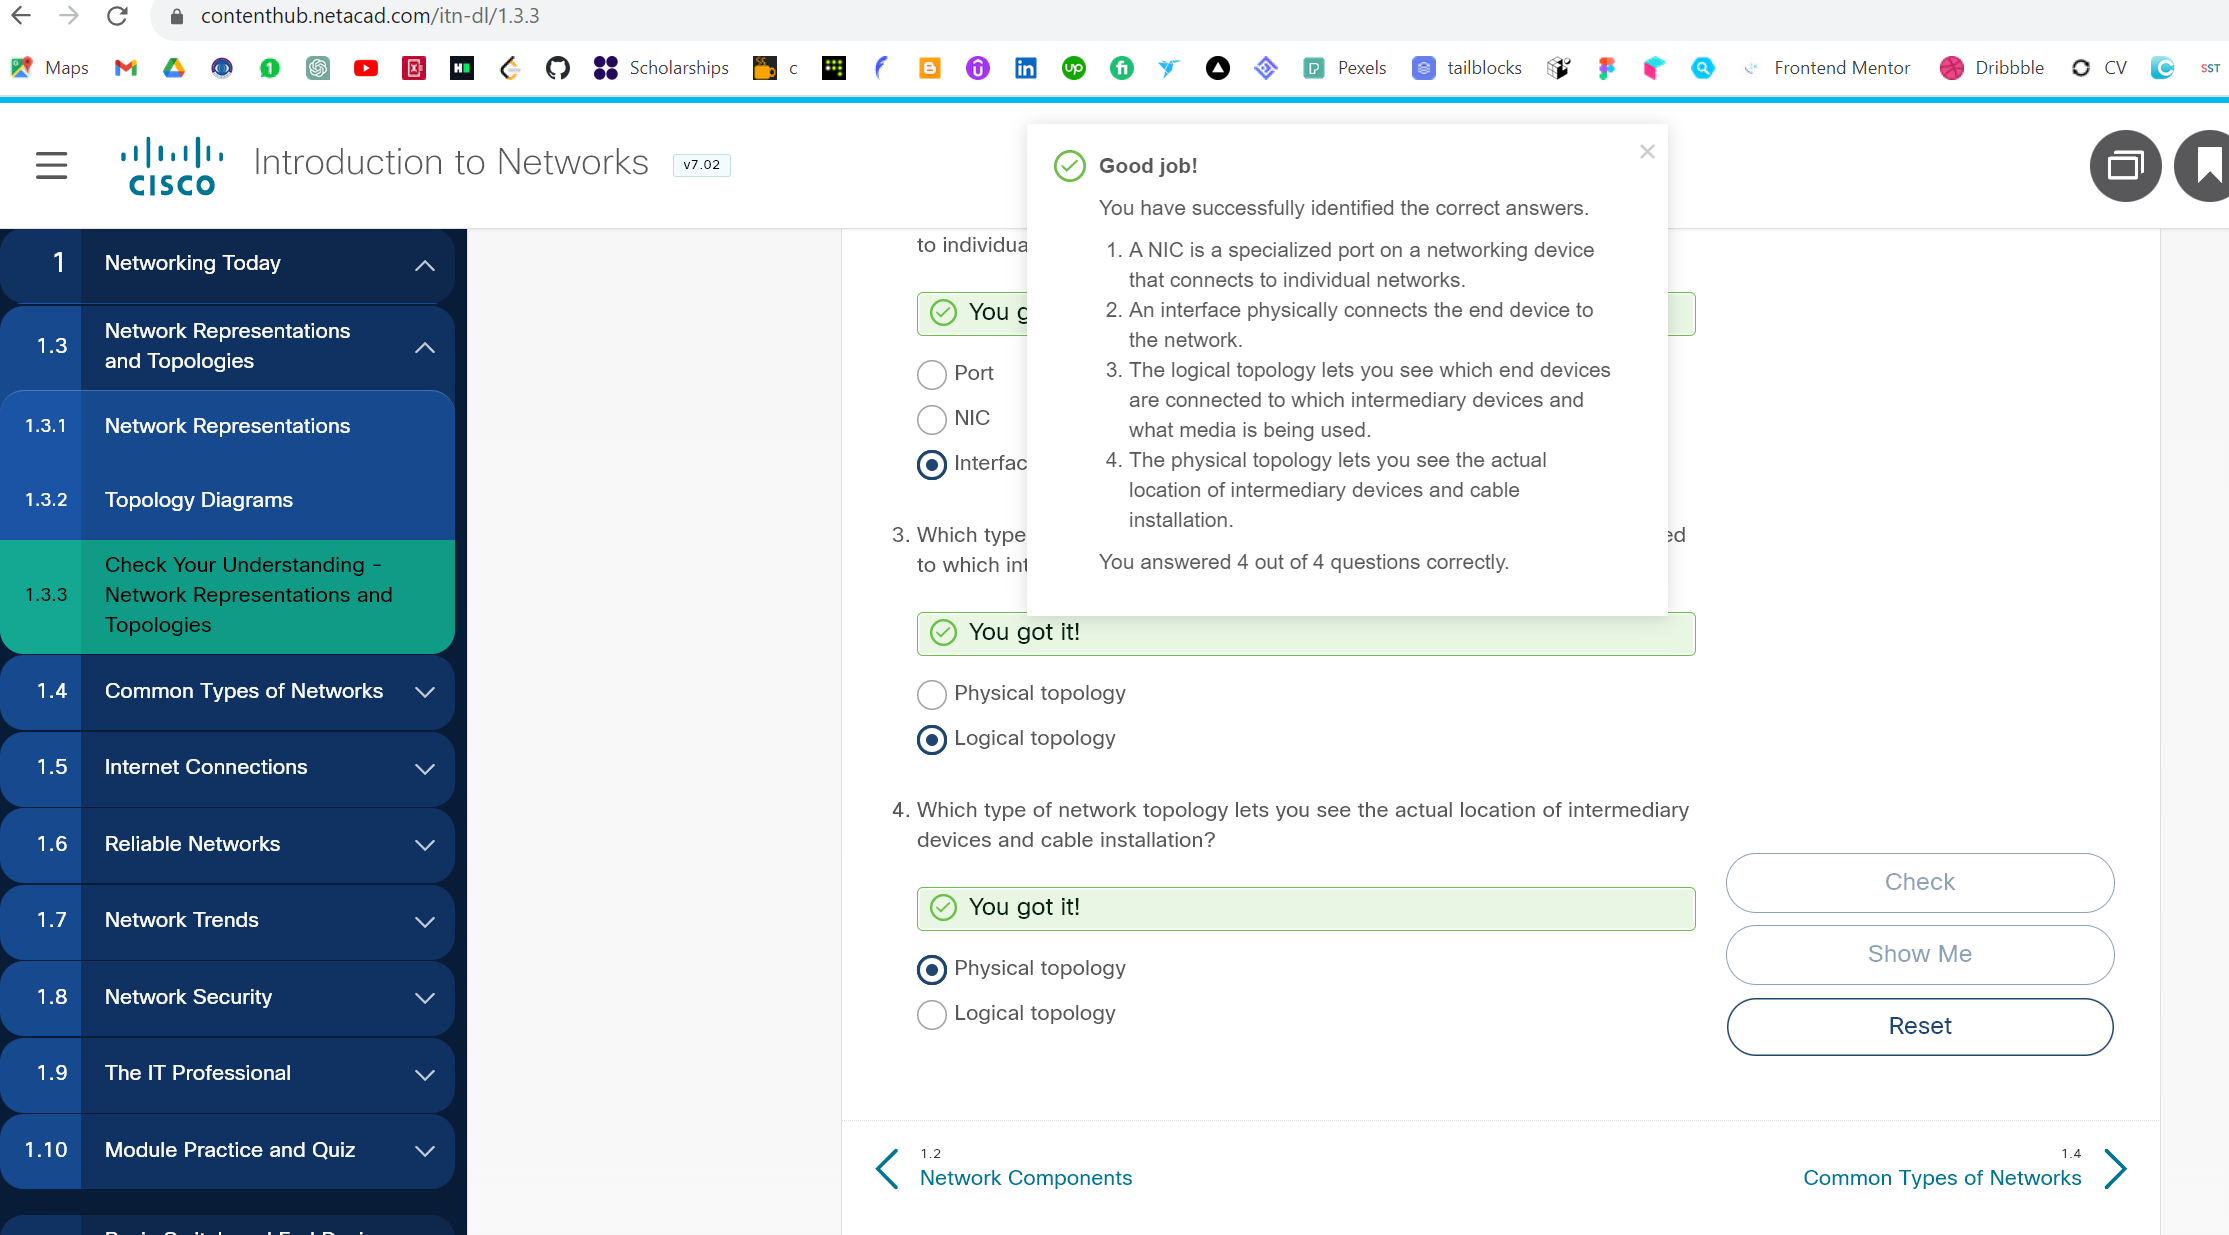 contenthub.netacad.com/itn-dl/1.3.3
Maps
Scholarships
c
Pexels
tailblocks
Frontend Mentor
Dribbble
CV
SST
CISCO
Introduction to Networks
v7.02
1 Networking Today
1.3 Network Representations
and Topologies
1.3.1 Network Representations
1.3.2 Topology Diagrams
1.3.3 Check Your Understanding -
Network Representations and
Topologies
1.4 Common Types of Networks
1.5 Internet Connections
1.6 Reliable Networks
1.7 Network Trends
1.8 Network Security
1.9 The IT Professional
1.10 Module Practice and Quiz
Good job!
You have successfully identified the correct answers.
1. A NIC is a specialized port on a networking device
that connects to individual networks.
2. An interface physically connects the end device to
the network.
3. The logical topology lets you see which end devices
are connected to which intermediary devices and
what media is being used.
4. The physical topology lets you see the actual
location of intermediary devices and cable
installation.
You answered 4 out of 4 questions correctly.
to individua
You g
Port
NIC
Interfac
3. Which type
ed
to which int
You got it!
Physical topology
Logical topology
4. Which type of network topology lets you see the actual location of intermediary
devices and cable installation?
You got it!
Physical topology
Logical topology
Check
Show Me
Reset
1.2
Network Components
1.4
Common Types of Networks